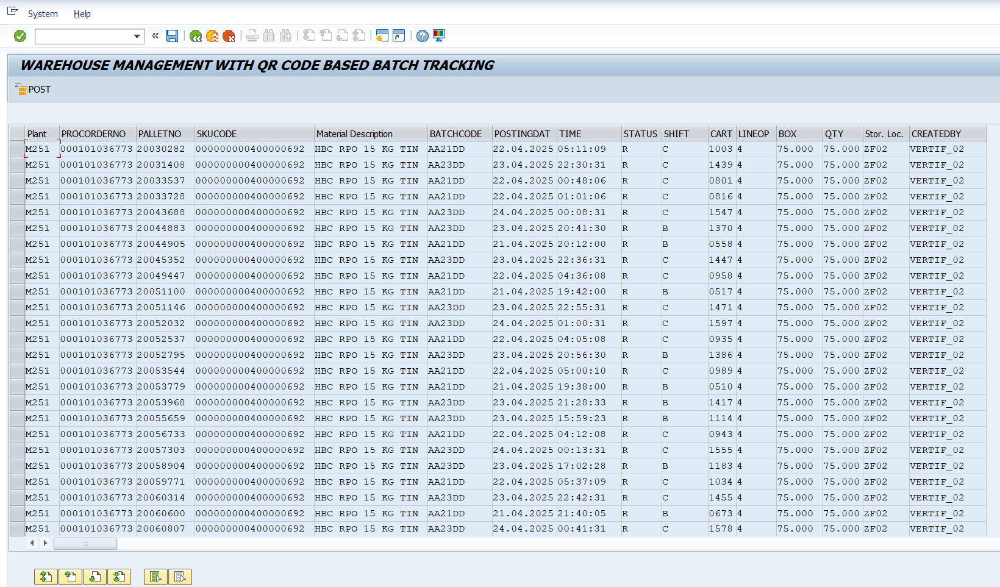 System Help
WAREHOUSE MANAGEMENT WITH QR CODE BASED BATCH TRACKING
POST
Plant PROCORDERNO PALLETNO SKUCODE Material Description BATCHCODE POSTINGDAT TIME STATUS SHIFT CART LINEOP BOX QTY Stor. Loc. CREATEDBY
M251 000101036773 20030282 000000000400000692 HBC RPO 15 KG TIN AA21DD 22.04.2025 05:11:09 R C 1003 4 75.000 75.000 ZF02 VERTIF_02
M251 000101036773 20031408 000000000400000692 HBC RPO 15 KG TIN AA23DD 23.04.2025 22:30:31 R C 1439 4 75.000 75.000 ZF02 VERTIF_02
M251 000101036773 20033537 000000000400000692 HBC RPO 15 KG TIN AA21DD 22.04.2025 00:48:06 R C 0801 4 75.000 75.000 ZF02 VERTIF_02
M251 000101036773 20033728 000000000400000692 HBC RPO 15 KG TIN AA21DD 22.04.2025 01:01:06 R C 0816 4 75.000 75.000 ZF02 VERTIF_02
M251 000101036773 20043688 000000000400000692 HBC RPO 15 KG TIN AA23DD 24.04.2025 00:08:31 R C 1547 4 75.000 75.000 ZF02 VERTIF_02
M251 000101036773 20044883 000000000400000692 HBC RPO 15 KG TIN AA23DD 23.04.2025 20:41:30 R B 1370 4 75.000 75.000 ZF02 VERTIF_02
M251 000101036773 20044905 000000000400000692 HBC RPO 15 KG TIN AA21DD 21.04.2025 20:12:00 R B 0558 4 75.000 75.000 ZF02 VERTIF_02
M251 000101036773 20045352 000000000400000692 HBC RPO 15 KG TIN AA23DD 23.04.2025 22:36:31 R C 1447 4 75.000 75.000 ZF02 VERTIF_02
M251 000101036773 20049447 000000000400000692 HBC RPO 15 KG TIN AA21DD 22.04.2025 04:36:08 R C 0958 4 75.000 75.000 ZF02 VERTIF_02
M251 000101036773 20051100 000000000400000692 HBC RPO 15 KG TIN AA21DD 21.04.2025 19:42:00 R B 0517 4 75.000 75.000 ZF02 VERTIF_02
M251 000101036773 20051146 000000000400000692 HBC RPO 15 KG TIN AA23DD 23.04.2025 22:55:31 R C 1471 4 75.000 75.000 ZF02 VERTIF_02
M251 000101036773 20052032 000000000400000692 HBC RPO 15 KG TIN AA23DD 24.04.2025 01:00:31 R C 1597 4 75.000 75.000 ZF02 VERTIF_02
M251 000101036773 20052537 000000000400000692 HBC RPO 15 KG TIN AA21DD 22.04.2025 04:05:08 R C 0935 4 75.000 75.000 ZF02 VERTIF_02
M251 000101036773 20052795 000000000400000692 HBC RPO 15 KG TIN AA23DD 23.04.2025 20:56:30 R B 1386 4 75.000 75.000 ZF02 VERTIF_02
M251 000101036773 20053544 000000000400000692 HBC RPO 15 KG TIN AA21DD 22.04.2025 05:00:10 R C 0989 4 75.000 75.000 ZF02 VERTIF_02
M251 000101036773 20053779 000000000400000692 HBC RPO 15 KG TIN AA21DD 21.04.2025 19:38:00 R B 0510 4 75.000 75.000 ZF02 VERTIF_02
M251 000101036773 20053968 000000000400000692 HBC RPO 15 KG TIN AA23DD 23.04.2025 21:28:33 R B 1417 4 75.000 75.000 ZF02 VERTIF_02
M251 000101036773 20055659 000000000400000692 HBC RPO 15 KG TIN AA23DD 23.04.2025 15:59:23 R B 1114 4 75.000 75.000 ZF02 VERTIF_02
M251 000101036773 20056733 000000000400000692 HBC RPO 15 KG TIN AA21DD 22.04.2025 04:12:08 R C 0943 4 75.000 75.000 ZF02 VERTIF_02
M251 000101036773 20057303 000000000400000692 HBC RPO 15 KG TIN AA23DD 24.04.2025 00:13:31 R C 1555 4 75.000 75.000 ZF02 VERTIF_02
M251 000101036773 20058904 000000000400000692 HBC RPO 15 KG TIN AA23DD 23.04.2025 17:02:28 R B 1183 4 75.000 75.000 ZF02 VERTIF_02
M251 000101036773 20059771 000000000400000692 HBC RPO 15 KG TIN AA21DD 22.04.2025 05:37:09 R C 1034 4 75.000 75.000 ZF02 VERTIF_02
M251 000101036773 20060314 000000000400000692 HBC RPO 15 KG TIN AA23DD 23.04.2025 22:42:31 R C 1455 4 75.000 75.000 ZF02 VERTIF_02
M251 000101036773 20060600 000000000400000692 HBC RPO 15 KG TIN AA21DD 21.04.2025 21:40:05 R B 0673 4 75.000 75.000 ZF02 VERTIF_02
M251 000101036773 20060807 000000000400000692 HBC RPO 15 KG TIN AA23DD 24.04.2025 00:41:31 R C 1578 4 75.000 75.000 ZF02 VERTIF_02